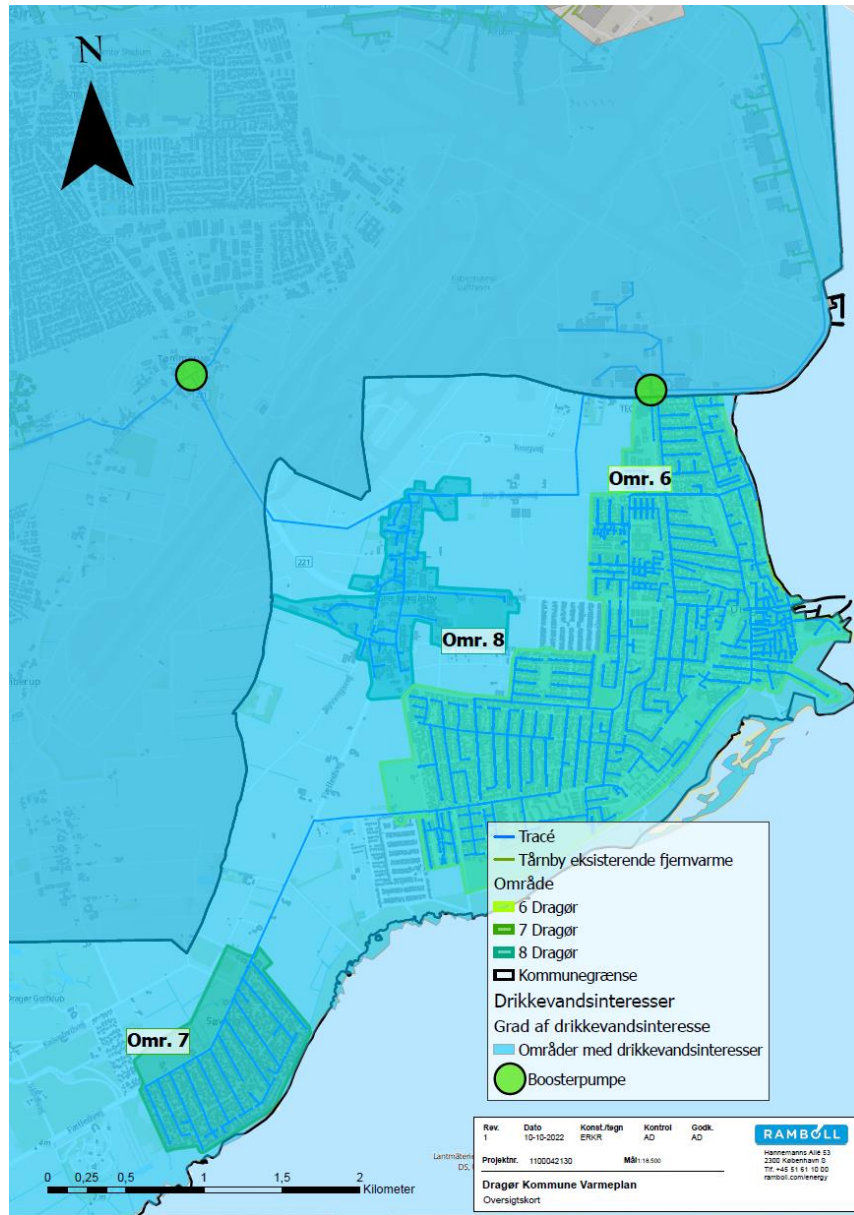 N
Københavns
Lufthavn
221
Omr. 6
221
Omr. 8
Omr. 7
Tracé
Tårnby eksisterende fjernvarme
Område
6 Dragør
7 Dragør
8 Dragør
Kommunegrænse
Drikkevandsinteresser
Grad af drikkevandsinteresse
Områder med drikkevandsinteresser
Boosterpumpe
0 0,25 0,5 1 1,5 2
Kilometer
Rev. Dato Konst./tegn Kontrol Godk.
1 10-10-2022 ERKR AD AD
Projektnr. 1100042130 Mål 1:18.500
Dragør Kommune Varmeplan
Oversigtskort
RAMBOLL
Hannemanns Allé 53
2300 København S
Tlf. +45 51 61 10 00
ramboll.com/energy